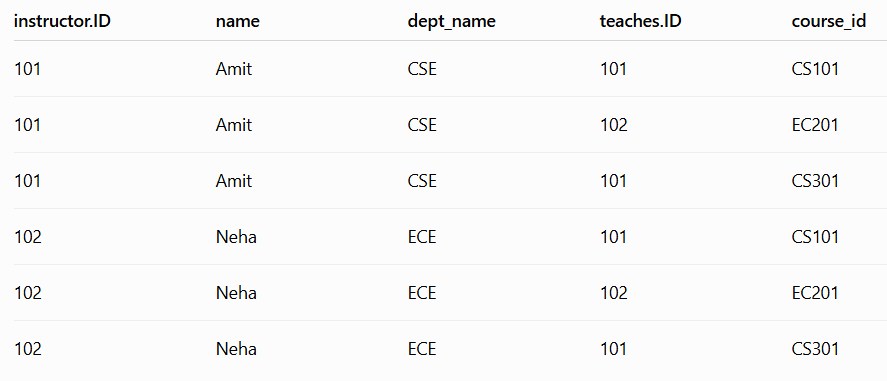 instructor.ID name dept_name teaches.ID course_id
101 Amit CSE 101 CS101
101 Amit CSE 102 EC201
101 Amit CSE 101 CS301
102 Neha ECE 101 CS101
102 Neha ECE 102 EC201
102 Neha ECE 101 CS301